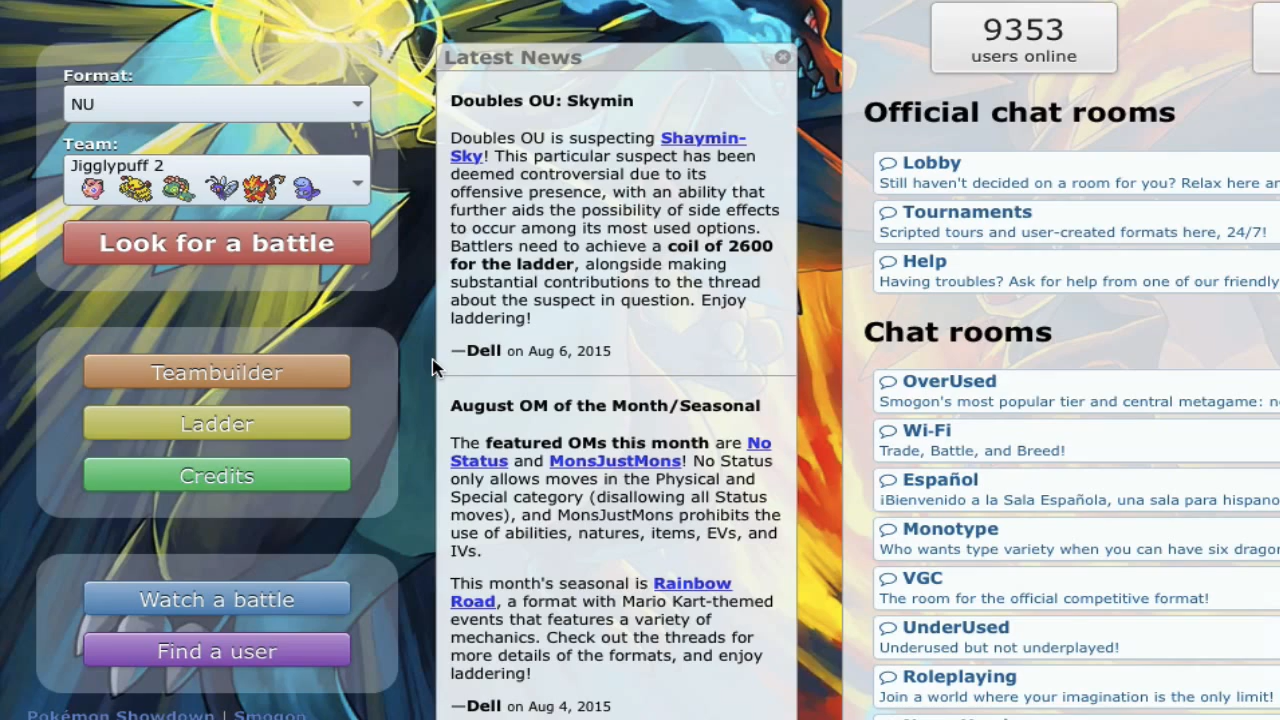 Format:
NU
Team:
Jigglypuff 2
Look for a battle
Teambuilder
Ladder
Credits
Watch a battle
Find a user
Pokémon Showdown | Smogon
Latest News
Doubles OU: Skymin
Doubles OU is suspecting Shaymin-
Sky! This particular suspect has been
deemed controversial due to its
offensive presence, with an ability that
further aids the possibility of side effects
to occur among its most used options.
Battlers need to achieve a coil of 2600
for the ladder, alongside making
substantial contributions to the thread
about the suspect in question. Enjoy
laddering!
—Dell on Aug 6, 2015
August OM of the Month/Seasonal
The featured OMs this month are No
Status and MonsJustMons! No Status
only allows moves in the Physical and
Special category (disallowing all Status
moves), and MonsJustMons prohibits the
use of abilities, natures, items, EVs, and
IVs.
This month's seasonal is Rainbow
Road, a format with Mario Kart-themed
events that features a variety of
mechanics. Check out the threads for
more details of the formats, and enjoy
laddering!
—Dell on Aug 4, 2015
9353
users online
Official chat rooms
Lobby
Still haven't decided on a room for you? Relax here
Tournaments
Scripted tours and user-created formats here, 24/7!
Help
Having troubles? Ask for help from one of our friendly
Chat rooms
OverUsed
Smogon's most popular tier and central metagame:
Wi-Fi
Trade, Battle, and Breed!
Español
¡Bienvenido a la Sala Española, una sala para
Monotype
Who wants type variety when you can have six
VGC
The room for the official competitive format!
UnderUsed
Underused but not underplayed!
Roleplaying
Join a world where your imagination is the only limit!